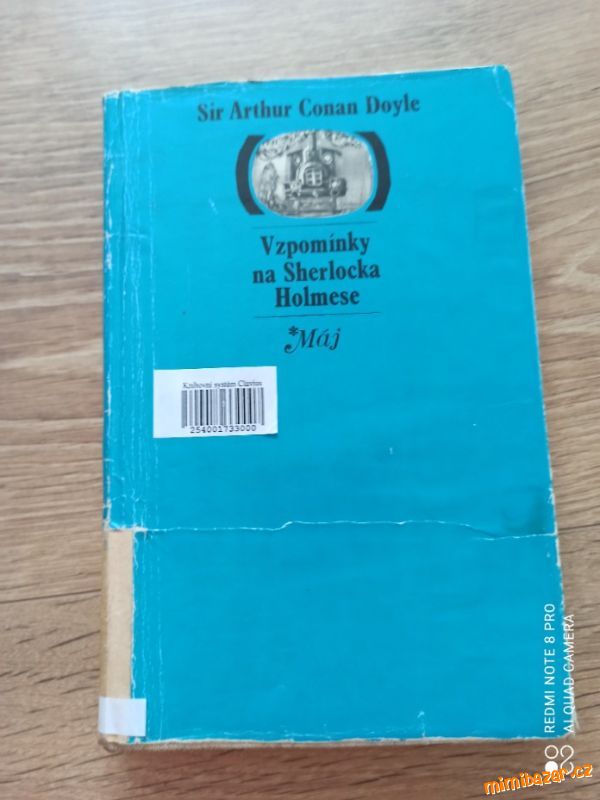 Sir Arthur Conan Doyle
Vzpomínky
na Sherlocka
Holmese
*Máj
Knihovní systém Clavius
254001733000
REDMI NOTE 8 PRO
AI QUAD CAMERA
mimibazar.cz